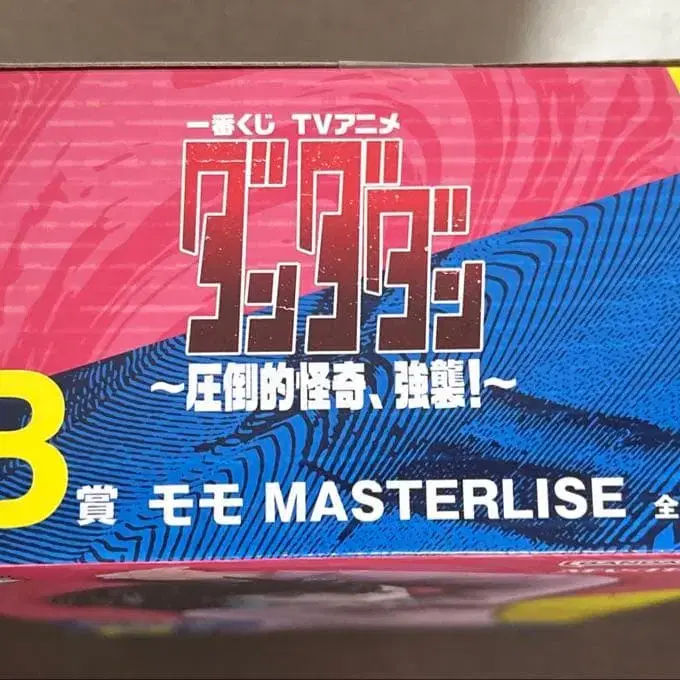 一番くじ TVアニメ
ダンダダン
～圧倒的怪奇、強襲!～
B賞 モモ MASTERLISE 全